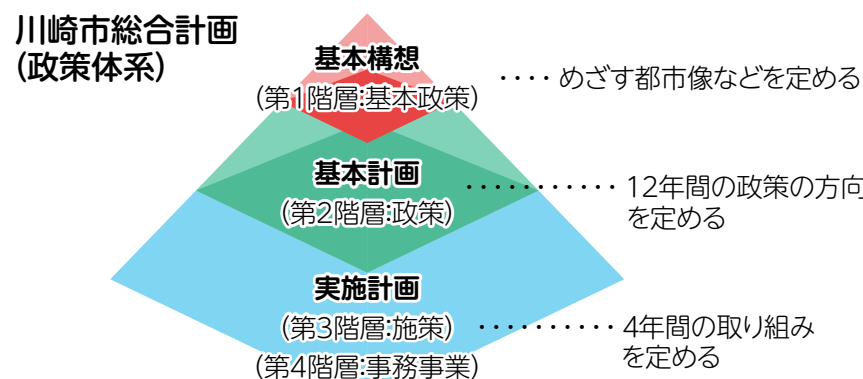 川崎市総合計画
(政策体系)
基本構想
(第1階層:基本政策)
････めざす都市像などを定める
基本計画
(第2階層:政策)
･･･････････12年間の政策の方向
を定める
実施計画
(第3階層:施策)
･･････････4年間の取り組み
を定める
(第4階層:事務事業)